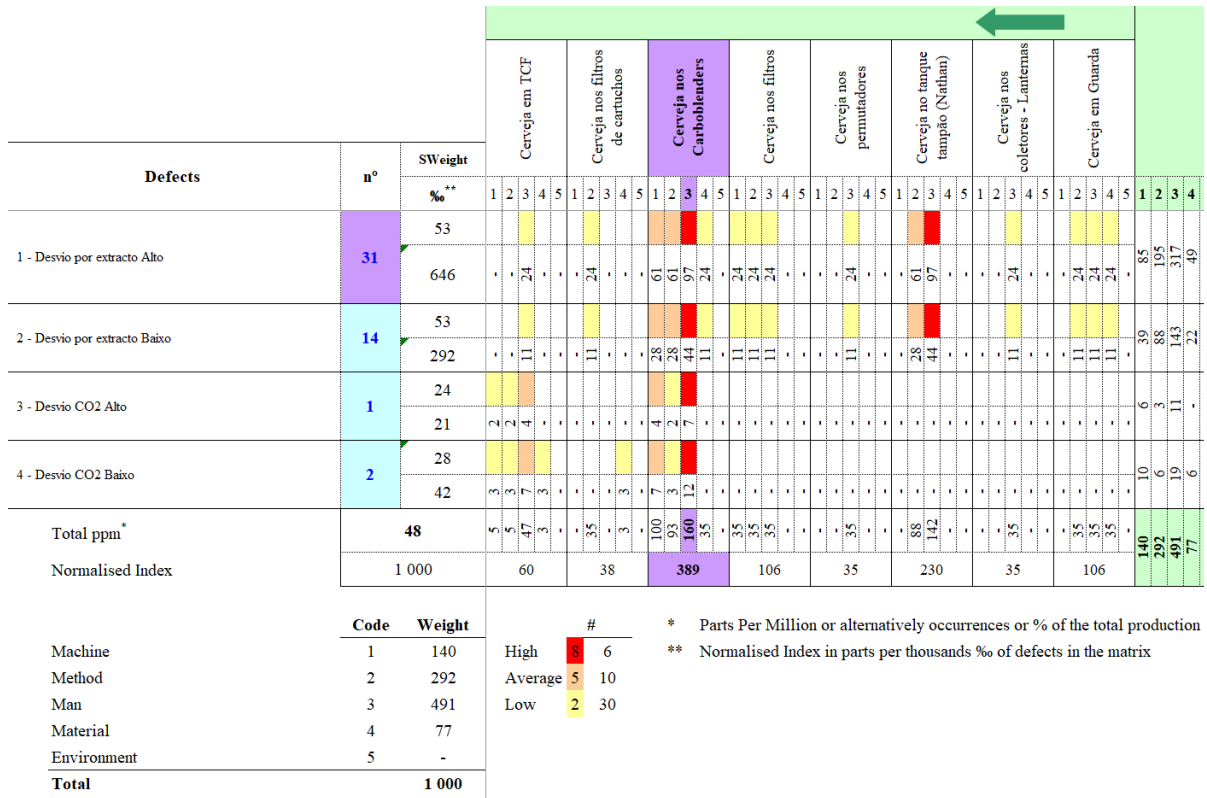 Cerveja em TCF
Cerveja nos filtros
de cartuchos
Cerveja nos
Carboblenders
Cerveja nos filtros
Cerveja nos
permutadores
Cerveja no tanque
tampão (Nathan)
Cerveja nos
coletores - Lanternas
Cerveja em Guarda
Defects nº SWeight
‰** 1 2 3 4 5 1 2 3 4 5 1 2 3 4 5 1 2 3 4 5 1 2 3 4 5 1 2 3 4 5 1 2 3 4 5 1 2 3 4 5 1 2 3 4
53
1 - Desvio por extracto Alto 31
646 - - 24 - - - 24 - - - 61 61 97 24 - 24 24 24 - - - - 24 - - - 61 97 - - - - 24 - - - 24 24 24 - 85 195 317 49
53
2 - Desvio por extracto Baixo 14
292 - - 11 - - - 11 - - - 28 28 44 11 - 11 11 11 - - - - 11 - - - 28 44 - - - - 11 - - - 11 11 11 - 39 88 143 22
24
3 - Desvio CO2 Alto 1
21 2 2 4 - - - - - - - 4 2 7 - - - - - - - - - - - - - - - - - - - - - - - - - - - 6 3 11 -
28
4 - Desvio CO2 Baixo 2
42 3 3 7 3 - - - - 3 - 7 3 12 - - - - - - - - - - - - - - - - - - - - - - - - - - - 10 6 19 6
Total ppm* 48 5 5 47 3 - - 35 - 3 - 100 93 160 35 - 35 35 35 - - - - 35 - - - 88 142 - - - - 35 - - - 35 35 35 - 140 292 491 77
Normalised Index 1 000 60 38 389 106 35 230 35 106
Code Weight # * Parts Per Million or alternatively occurrences or % of the total production
Machine 1 140 High 8 6 ** Normalised Index in parts per thousands ‰ of defects in the matrix
Method 2 292 Average 5 10
Man 3 491 Low 2 30
Material 4 77
Environment 5 -
Total 1 000